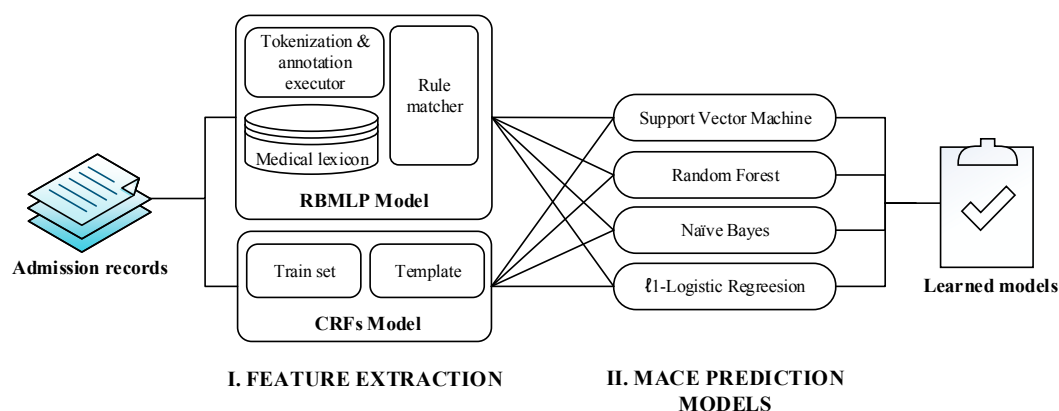 Admission records
Tokenization &
annotation
executor
Medical lexicon
Rule
matcher
RBMLP Model
Train set
Template
CRFs Model
I. FEATURE EXTRACTION
Support Vector Machine
Random Forest
Naïve Bayes
ℓ1-Logistic Regreesion
II. MACE PREDICTION
MODELS
Learned models